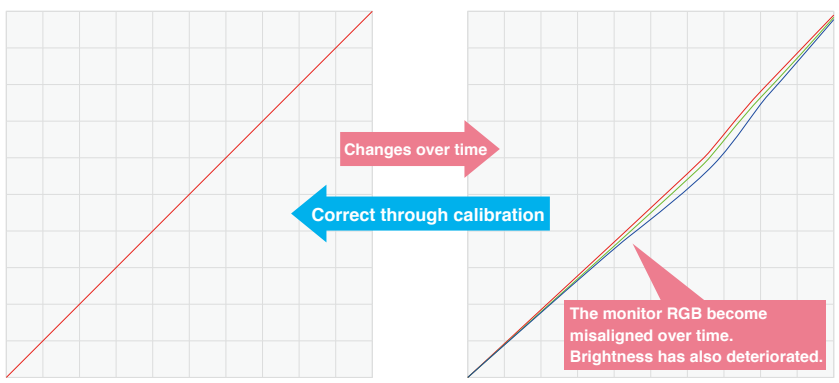 Changes over time
Correct through calibration
The monitor RGB become
misaligned over time.
Brightness has also deteriorated.